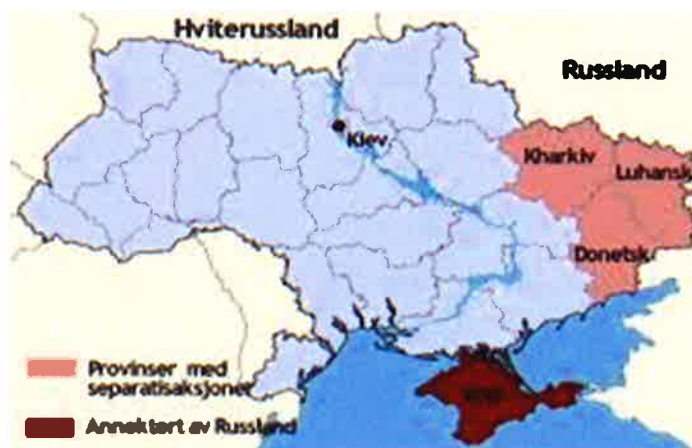 Hviterussland
Russland
Kiev
Kharkiv
Luhansk
Donetsk
Provinser med
separatisaksjoner
Annektert av Russland